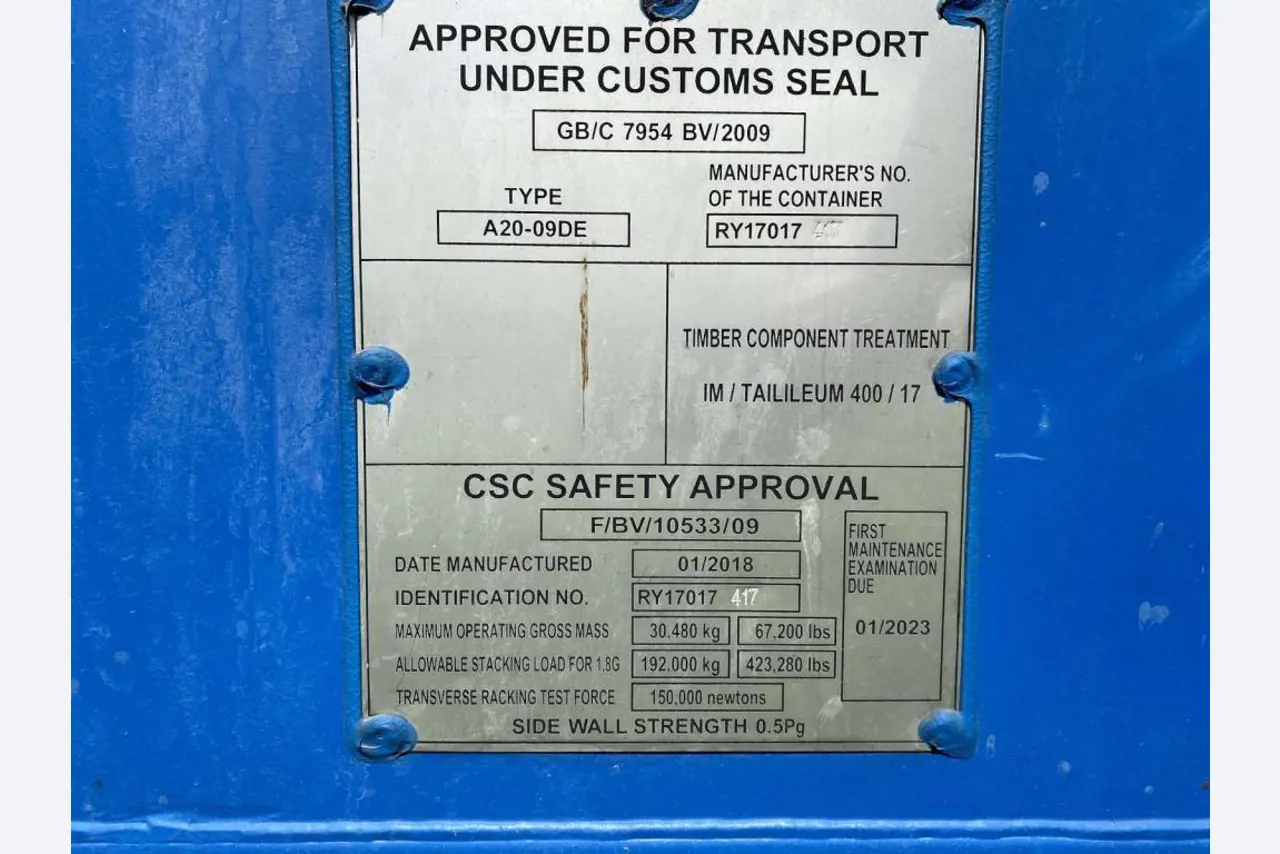 APPROVED FOR TRANSPORT
UNDER CUSTOMS SEAL
GB/C 7954 BV/2009
TYPE
A20-09DE
MANUFACTURER'S NO.
OF THE CONTAINER
RY17017 417
TIMBER COMPONENT TREATMENT
IM / TAILILEUM 400 / 17
CSC SAFETY APPROVAL
F/BV/10533/09
DATE MANUFACTURED 01/2018
IDENTIFICATION NO. RY17017 417
MAXIMUM OPERATING GROSS MASS 30.480 kg 67,200 lbs
ALLOWABLE STACKING LOAD FOR 1.8G 192,000 kg 423,280 lbs
TRANSVERSE RACKING TEST FORCE 150,000 newtons
SIDE WALL STRENGTH 0.5Pg
FIRST
MAINTENANCE
EXAMINATION
DUE
01/2023